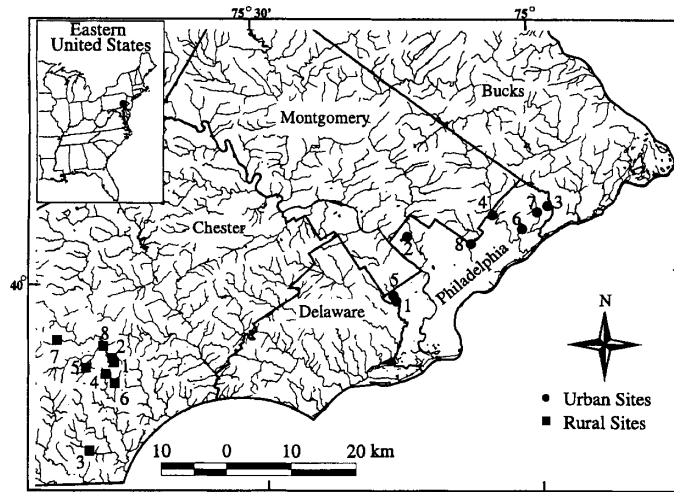 75°30'
75°
Eastern
United States
Bucks
Montgomery
Chester
4
7
3
2
6
8
Philadelphia
5
1
40°
Delaware
N
8
2
7
5
1
4
6
Urban Sites
Rural Sites
3
10 0 10 20 km